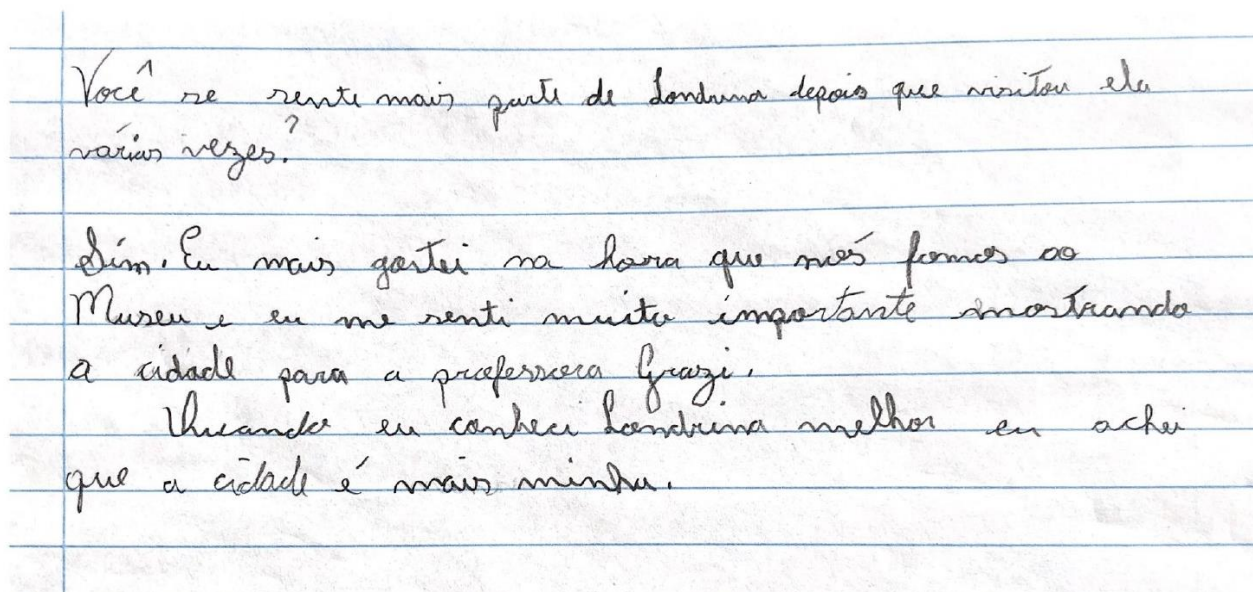 Você se sente mais parte de Londrina depois que visitou ela
várias vezes?
Sim. Eu mais gostei na hora que nós fomos ao
Museu e eu me senti muito importante mostrando
a cidade para a professora Grazi.
Quando eu conheci Londrina melhor eu achei
que a cidade é mais minha.